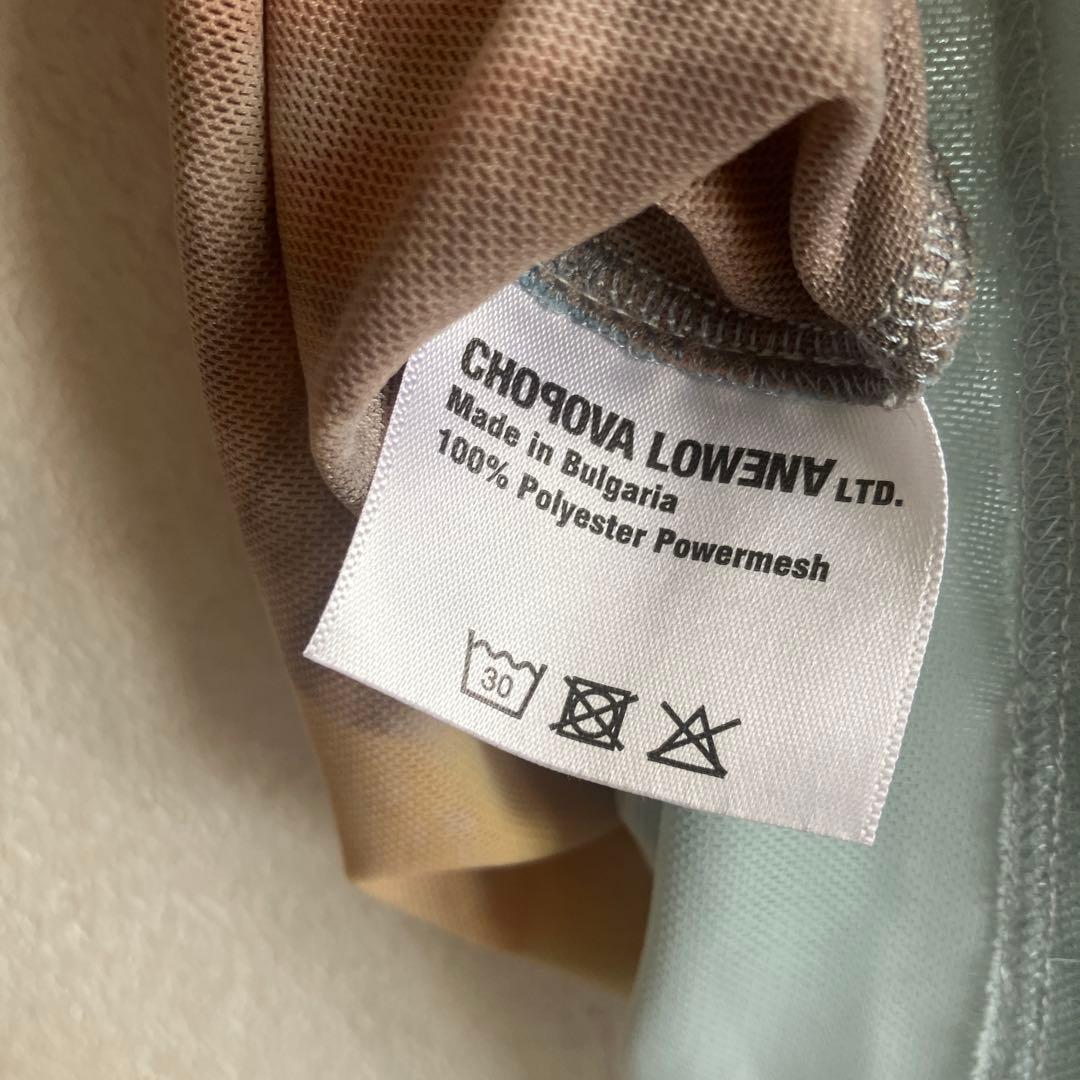 CHOPOVA LOWENA LTD.
Made in Bulgaria
100% Polyester Powermesh
30